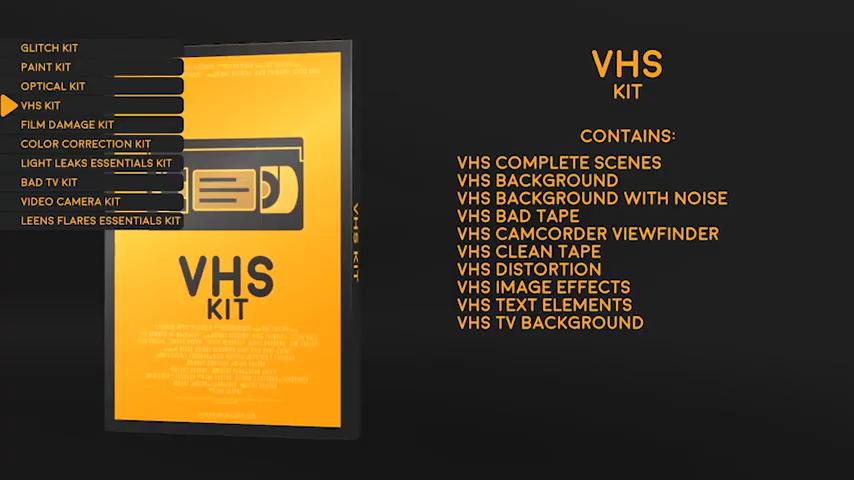 GLITCH KIT
PAINT KIT
OPTICAL KIT
VHS KIT
FILM DAMAGE KIT
COLOR CORRECTION KIT
LIGHT LEAKS ESSENTIALS KIT
BAD TV KIT
VIDEO CAMERA KIT
LEENS FLARES ESSENTIALS KIT
VHS
KIT
VHS KIT
VHS
KIT
CONTAINS:
VHS COMPLETE SCENES
VHS BACKGROUND
VHS BACKGROUND WITH NOISE
VHS BAD TAPE
VHS CAMCORDER VIEWFINDER
VHS CLEAN TAPE
VHS DISTORTION
VHS IMAGE EFFECTS
VHS TEXT ELEMENTS
VHS TV BACKGROUND